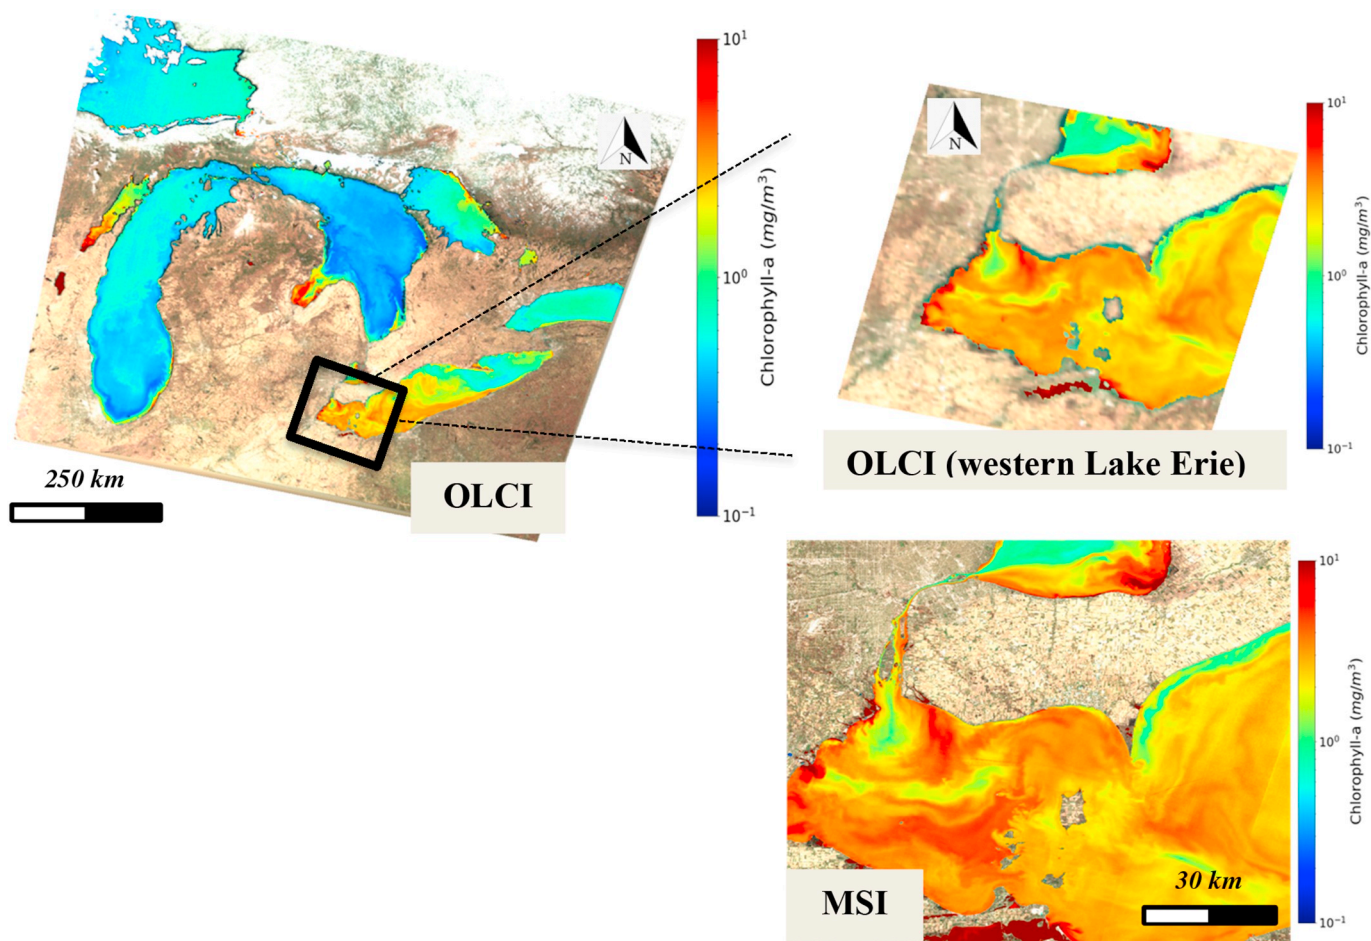 10¹
N
Chlorophyll-a (mg/m³)
10⁰
10⁻¹
250 km
OLCI
N
10¹
Chlorophyll-a (mg/m³)
10⁰
10⁻¹
OLCI (western Lake Erie)
10¹
Chlorophyll-a (mg/m³)
10⁰
10⁻¹
30 km
MSI